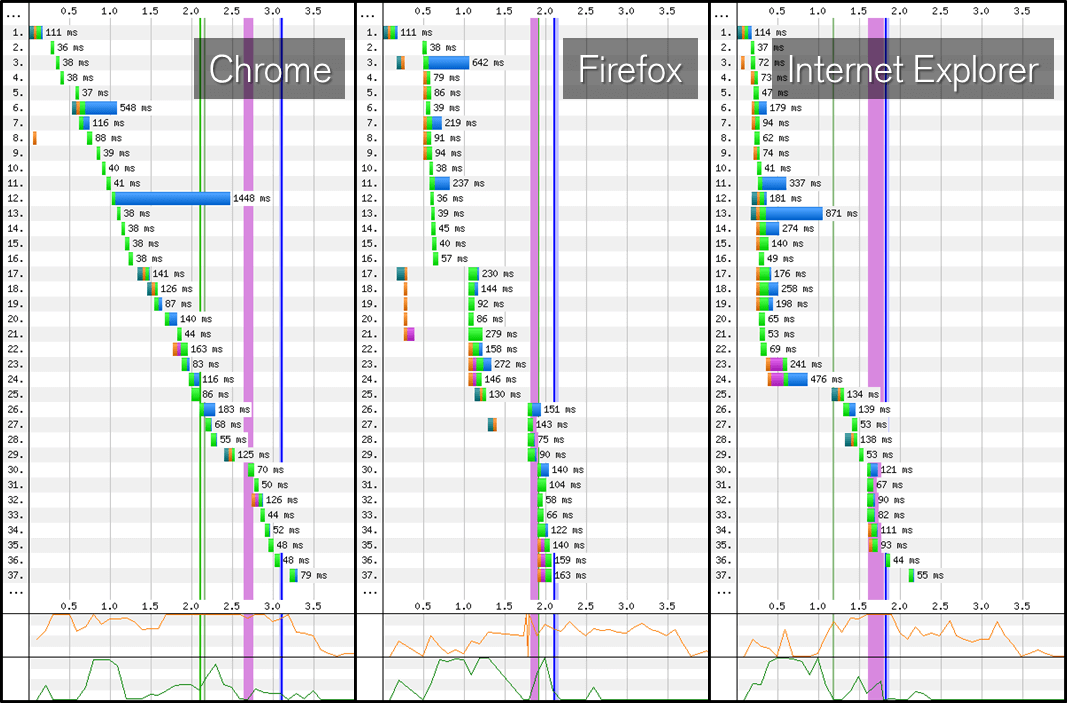 ... 0.5 1.0 1.5 2.0 2.5 3.0 3.5
1. 111 ms
2. 36 ms
3. 38 ms
4. 38 ms
5. 37 ms
6. 548 ms
7. 116 ms
8. 88 ms
9. 39 ms
10. 40 ms
11. 41 ms
12. 1448 ms
13. 38 ms
14. 38 ms
15. 38 ms
16. 38 ms
17. 141 ms
18. 126 ms
19. 87 ms
20. 140 ms
21. 44 ms
22. 163 ms
23. 83 ms
24. 116 ms
25. 86 ms
26. 183 ms
27. 68 ms
28. 55 ms
29. 125 ms
30. 70 ms
31. 50 ms
32. 126 ms
33. 44 ms
34. 52 ms
35. 48 ms
36. 48 ms
37. 79 ms
... 0.5 1.0 1.5 2.0 2.5 3.0 3.5
Chrome
... 0.5 1.0 1.5 2.0 2.5 3.0 3.5
1. 111 ms
2. 38 ms
3. 642 ms
4. 79 ms
5. 86 ms
6. 39 ms
7. 219 ms
8. 91 ms
9. 94 ms
10. 38 ms
11. 237 ms
12. 36 ms
13. 39 ms
14. 45 ms
15. 40 ms
16. 57 ms
17. 230 ms
18. 144 ms
19. 92 ms
20. 86 ms
21. 279 ms
22. 158 ms
23. 272 ms
24. 146 ms
25. 130 ms
26. 151 ms
27. 143 ms
28. 75 ms
29. 90 ms
30. 140 ms
31. 104 ms
32. 58 ms
33. 66 ms
34. 122 ms
35. 140 ms
36. 159 ms
37. 163 ms
... 0.5 1.0 1.5 2.0 2.5 3.0 3.5
Firefox
... 0.5 1.0 1.5 2.0 2.5 3.0 3.5
1. 114 ms
2. 37
3. 72
4. 73
5. 47
6. 179 ms
7. 94 ms
8. 62 ms
9. 74 ms
10. 41 ms
11. 337 ms
12. 181 ms
13. 871 ms
14. 274 ms
15. 140 ms
16. 49 ms
17. 176 ms
18. 258 ms
19. 198 ms
20. 65 ms
21. 53 ms
22. 69 ms
23. 241 ms
24. 476 ms
25. 134 ms
26. 139 ms
27. 53 ms
28. 138 ms
29. 53 ms
30. 121 ms
31. 67 ms
32. 90 ms
33. 82 ms
34. 111 ms
35. 93 ms
36. 44 ms
37. 55 ms
... 0.5 1.0 1.5 2.0 2.5 3.0 3.5
Internet Explorer